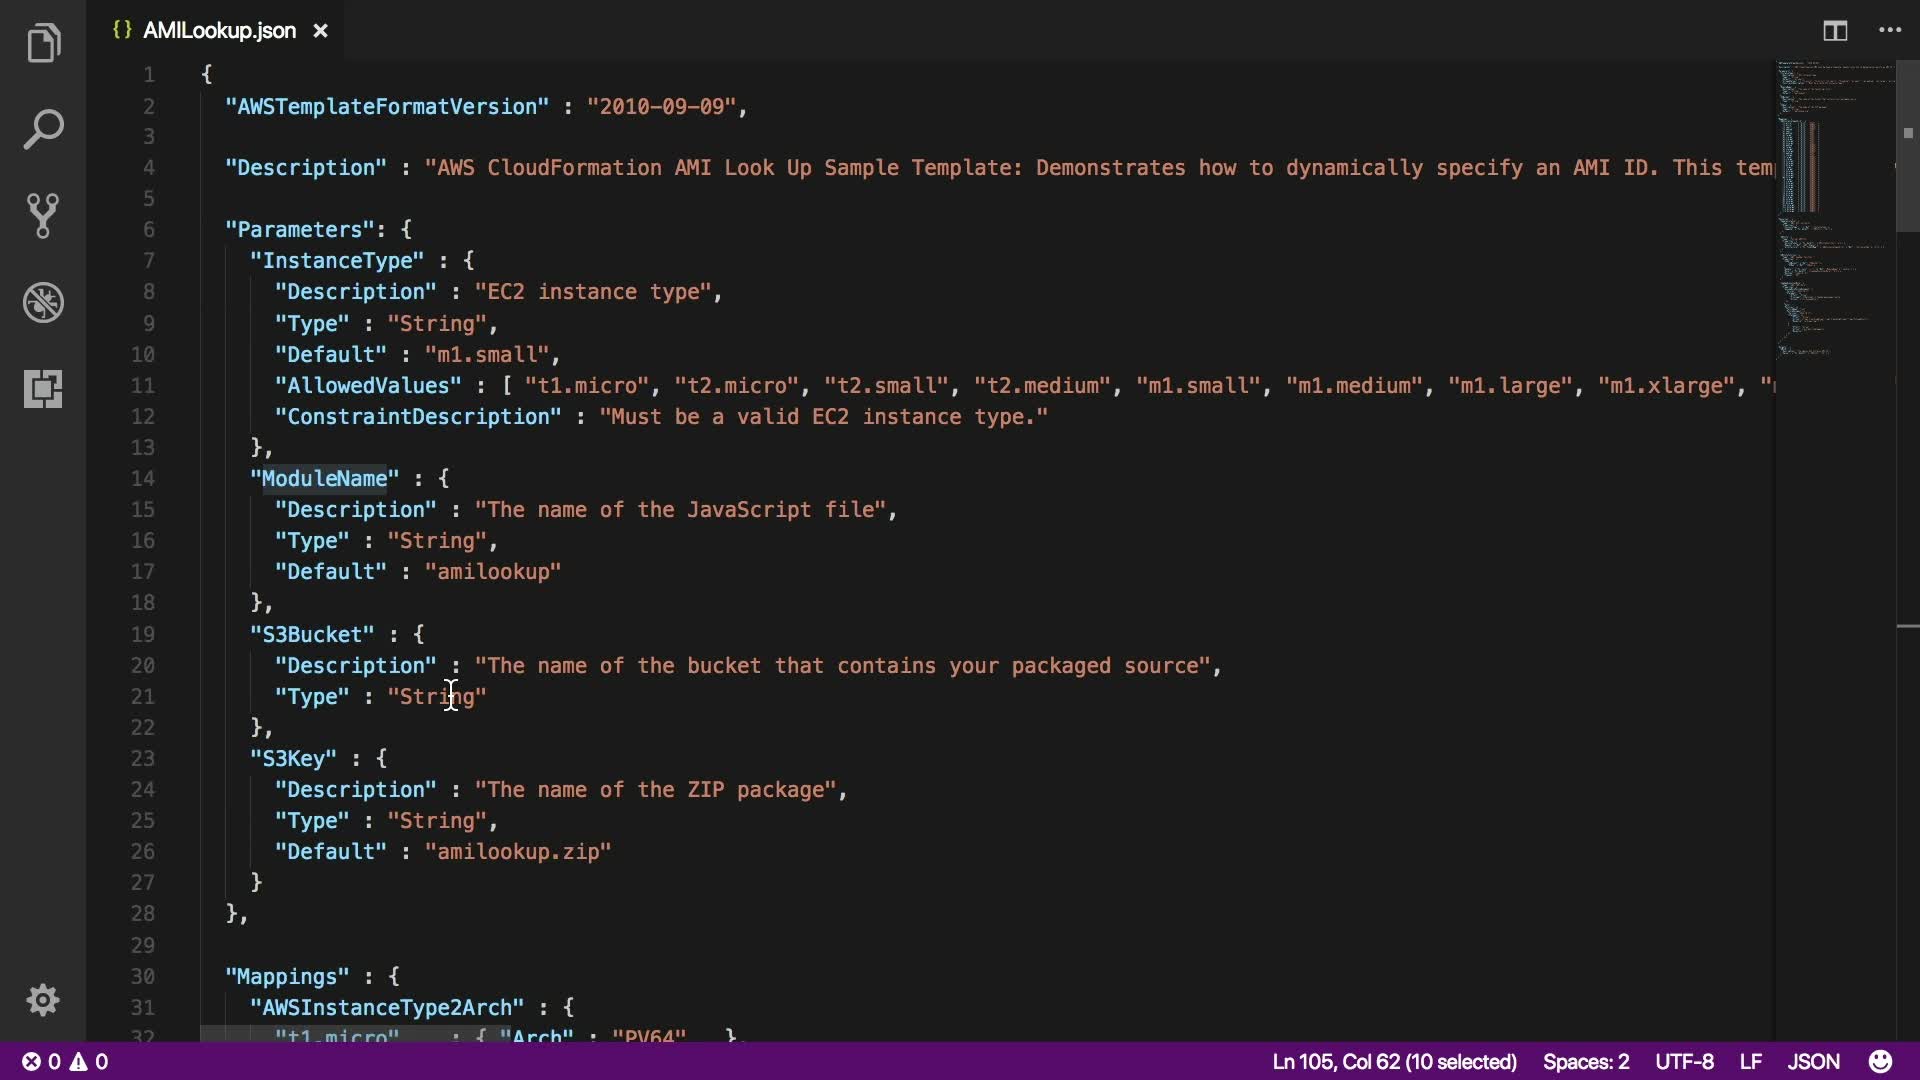 {} AMILookup.json ×
1 {
2 "AWSTemplateFormatVersion" : "2010-09-09",
3
4 "Description" : "AWS CloudFormation AMI Look Up Sample Template: Demonstrates how to dynamically specify an AMI ID. This
5
6 "Parameters": {
7 "InstanceType" : {
8 "Description" : "EC2 instance type",
9 "Type" : "String",
10 "Default" : "m1.small",
11 "AllowedValues" : [ "t1.micro", "t2.micro", "t2.small", "t2.medium", "m1.small", "m1.medium", "m1.large", "m1.xlarge", "
12 "ConstraintDescription" : "Must be a valid EC2 instance type."
13 },
14 "ModuleName" : {
15 "Description" : "The name of the JavaScript file",
16 "Type" : "String",
17 "Default" : "amilookup"
18 },
19 "S3Bucket" : {
20 "Description" : "The name of the bucket that contains your packaged source",
21 "Type" : "String"
22 },
23 "S3Key" : {
24 "Description" : "The name of the ZIP package",
25 "Type" : "String",
26 "Default" : "amilookup.zip"
27 }
28 },
29
30 "Mappings" : {
31 "AWSInstanceType2Arch" : {
32 "t1.micro" : { "Arch" : "PV64" },
0 0 Ln 105, Col 62 (10 selected) Spaces: 2 UTF-8 LF JSON